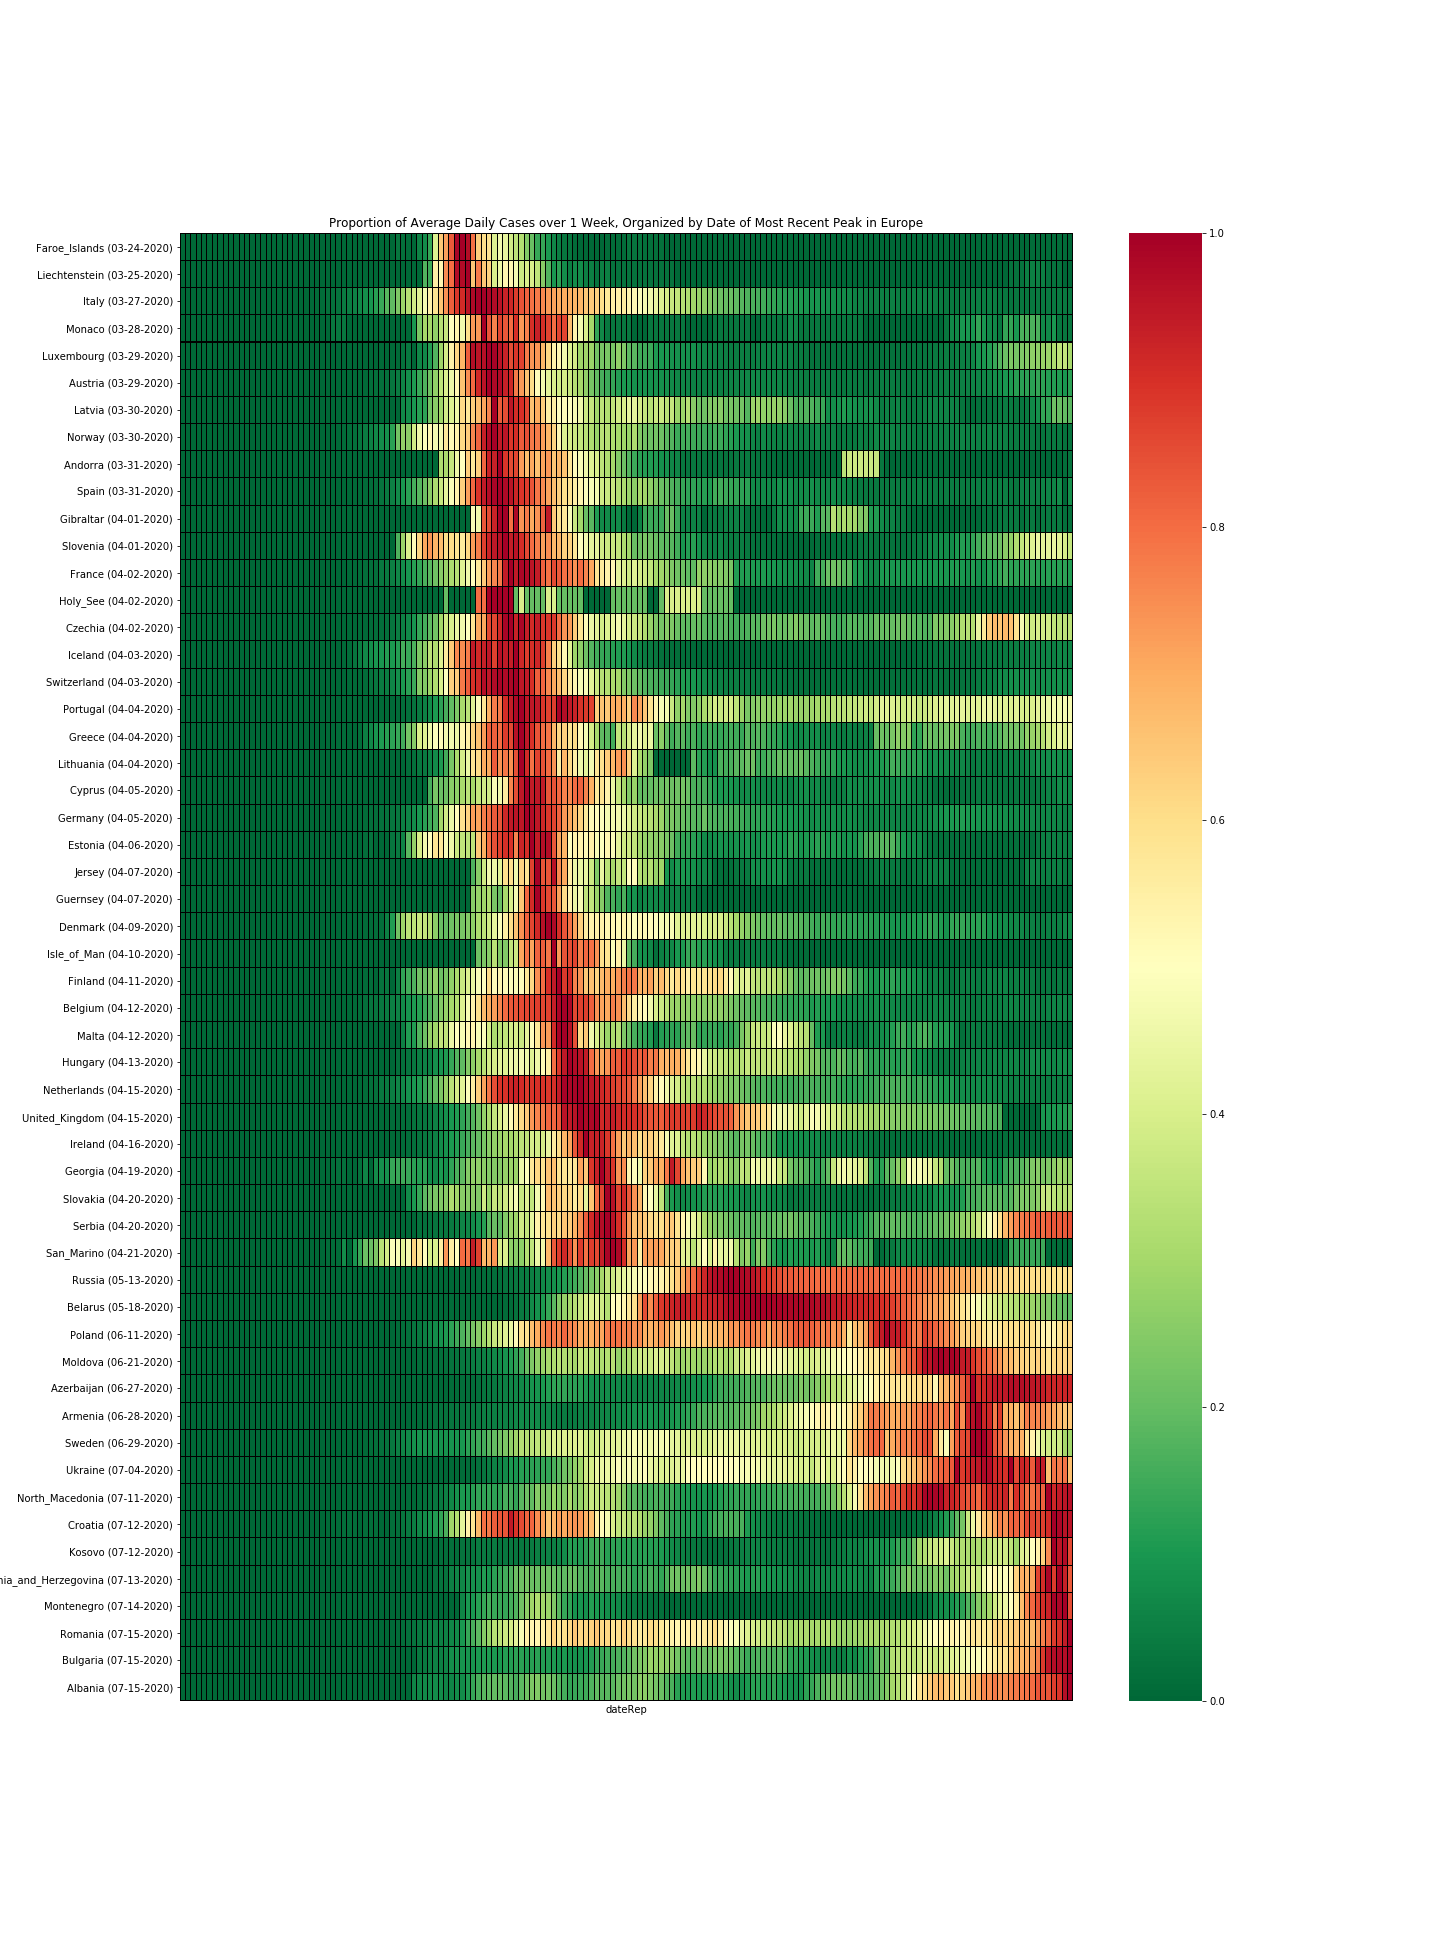 Proportion of Average Daily Cases over 1 Week, Organized by Date of Most Recent Peak in Europe
Faroe_Islands (03-24-2020)
Liechtenstein (03-25-2020)
Italy (03-27-2020)
Monaco (03-28-2020)
Luxembourg (03-29-2020)
Austria (03-29-2020)
Latvia (03-30-2020)
Norway (03-30-2020)
Andorra (03-31-2020)
Spain (03-31-2020)
Gibraltar (04-01-2020)
Slovenia (04-01-2020)
France (04-02-2020)
Holy_See (04-02-2020)
Czechia (04-02-2020)
Iceland (04-03-2020)
Switzerland (04-03-2020)
Portugal (04-04-2020)
Greece (04-04-2020)
Lithuania (04-04-2020)
Cyprus (04-05-2020)
Germany (04-05-2020)
Estonia (04-06-2020)
Jersey (04-07-2020)
Guernsey (04-07-2020)
Denmark (04-09-2020)
Isle_of_Man (04-10-2020)
Finland (04-11-2020)
Belgium (04-12-2020)
Malta (04-12-2020)
Hungary (04-13-2020)
Netherlands (04-15-2020)
United_Kingdom (04-15-2020)
Ireland (04-16-2020)
Georgia (04-19-2020)
Slovakia (04-20-2020)
Serbia (04-20-2020)
San_Marino (04-21-2020)
Russia (05-13-2020)
Belarus (05-18-2020)
Poland (06-11-2020)
Moldova (06-21-2020)
Azerbaijan (06-27-2020)
Armenia (06-28-2020)
Sweden (06-29-2020)
Ukraine (07-04-2020)
North_Macedonia (07-11-2020)
Croatia (07-12-2020)
Kosovo (07-12-2020)
nia_and_Herzegovina (07-13-2020)
Montenegro (07-14-2020)
Romania (07-15-2020)
Bulgaria (07-15-2020)
Albania (07-15-2020)
dateRep
1.0
0.8
0.6
0.4
0.2
0.0